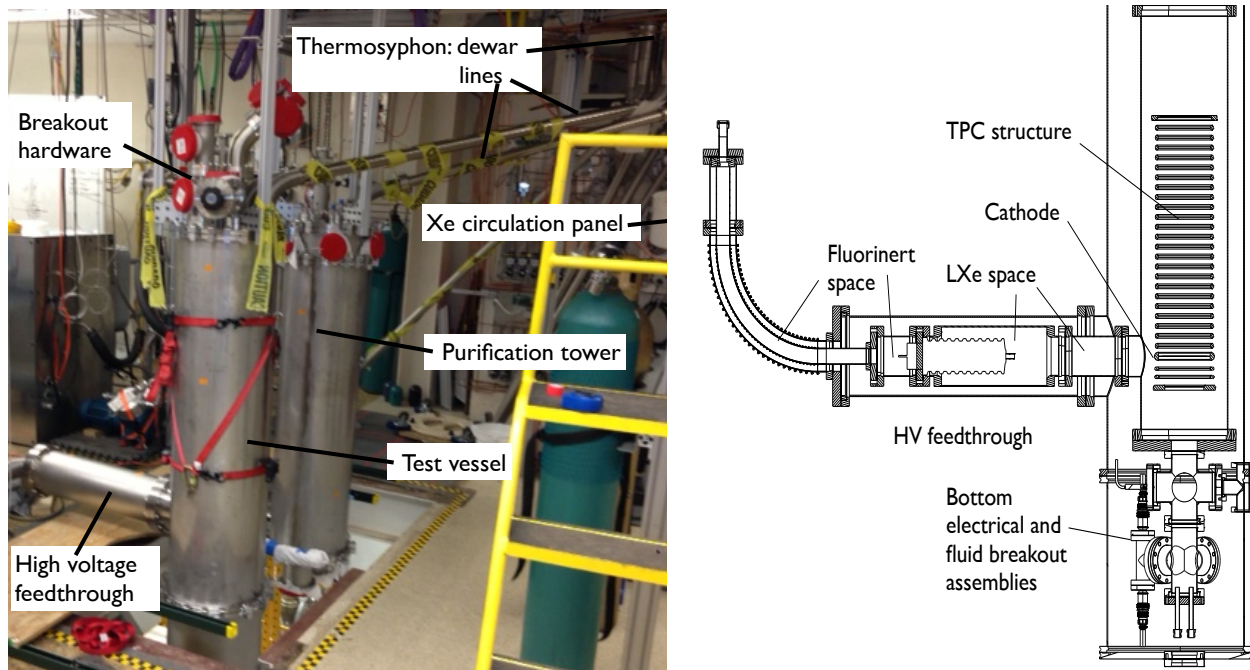 Thermosyphon: dewar
lines
Breakout
hardware
Xe circulation panel
Purification tower
Test vessel
High voltage
feedthrough
TPC structure
Cathode
Fluorinert
space
LXe space
HV feedthrough
Bottom
electrical and
fluid breakout
assemblies